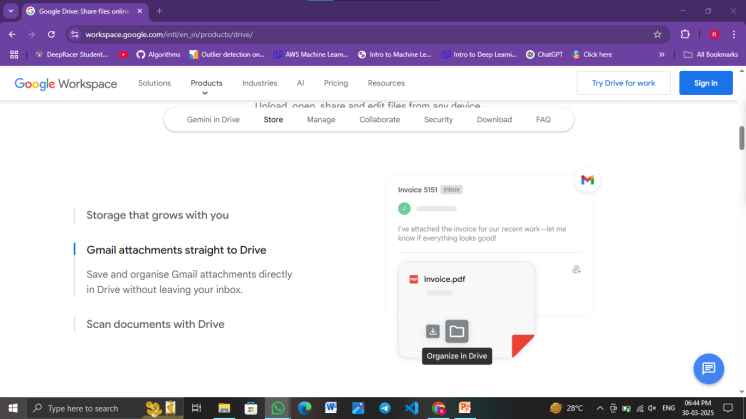 Google Drive: Share files online
workspace.google.com/intl/en_in/products/drive/
R
DeepRacer Student...
Algorithms
Outlier detection on...
AWS Machine Learn...
Intro to Machine Le...
Intro to Deep Learni...
ChatGPT
Click here
All Bookmarks
Google Workspace
Solutions
Products
Industries
AI
Pricing
Resources
Try Drive for work
Sign in
Upload, open, share and edit files from any device
Gemini in Drive
Store
Manage
Collaborate
Security
Download
FAQ
Storage that grows with you
Gmail attachments straight to Drive
Save and organise Gmail attachments directly
in Drive without leaving your inbox.
Scan documents with Drive
Invoice 5151 Inbox
I've attached the invoice for our recent work—let me
know if everything looks good!
PDF Invoice.pdf
Organize in Drive
Type here to search
28°C
ENG
06:44 PM
30-03-2025